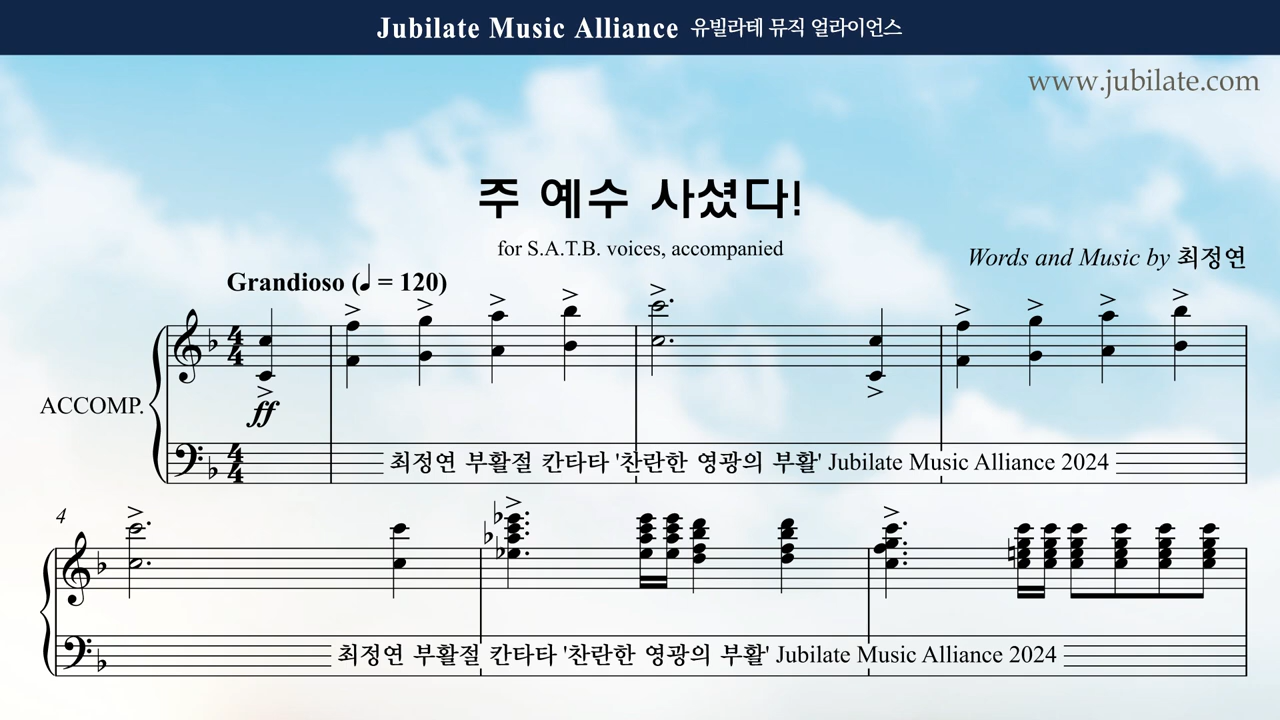 Jubilate Music Alliance 유빌라테 뮤직 얼라이언스
www.jubilate.com
주 예수 사셨다!
for S.A.T.B. voices, accompanied
Words and Music by 최정연
Grandioso (♩ = 120)
ACCOMP.
ff
최정연 부활절 칸타타 '찬란한 영광의 부활' Jubilate Music Alliance 2024
4
최정연 부활절 칸타타 '찬란한 영광의 부활' Jubilate Music Alliance 2024